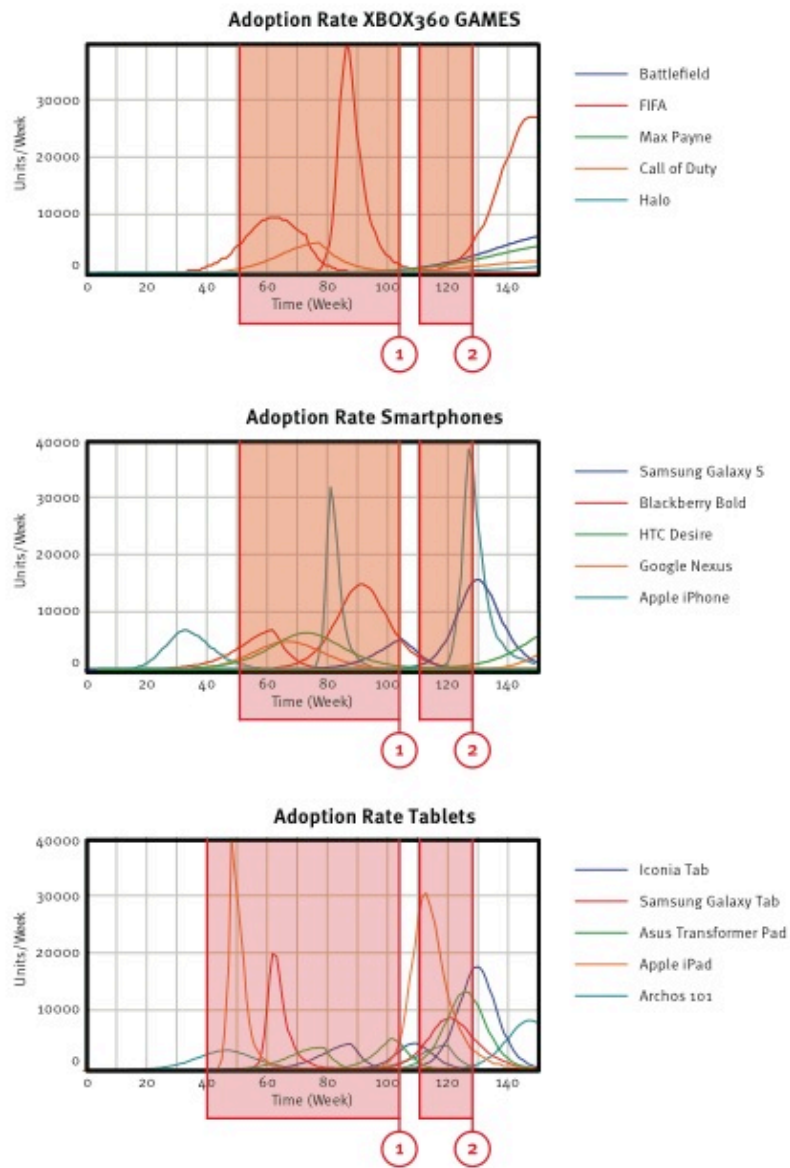 Adoption Rate XBOX360 GAMES
Units/Week
30000
20000
10000
0
0 20 40 60 80 100 120 140
Time (Week)
1 2
Battlefield
FIFA
Max Payne
Call of Duty
Halo
Adoption Rate Smartphones
Units/Week
40000
30000
20000
10000
0
0 20 40 60 80 100 120 140
Time (Week)
1 2
Samsung Galaxy S
Blackberry Bold
HTC Desire
Google Nexus
Apple iPhone
Adoption Rate Tablets
Units/Week
40000
30000
20000
10000
0
0 20 40 60 80 100 120 140
Time (Week)
1 2
Iconia Tab
Samsung Galaxy Tab
Asus Transformer Pad
Apple iPad
Archos 101